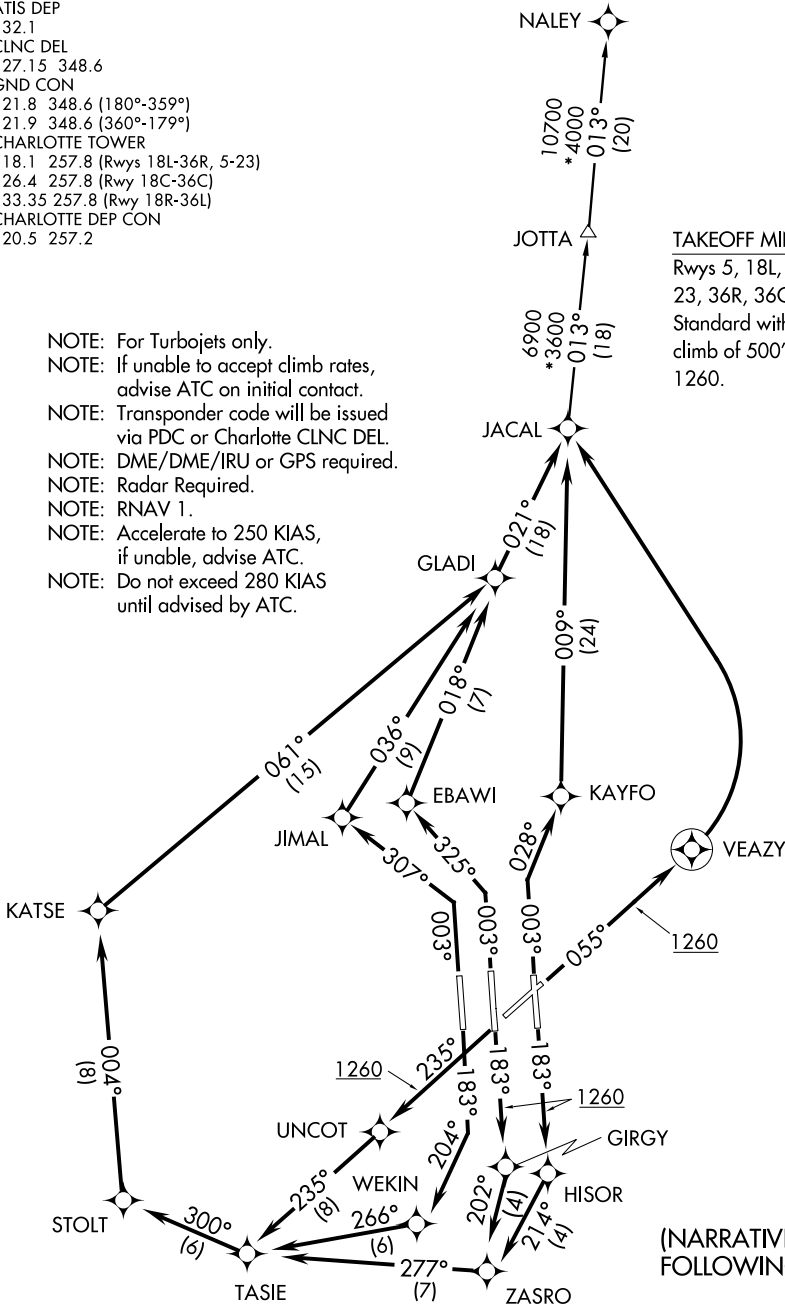 ATIS DEP
32.1
CLNC DEL
27.15 348.6
GND CON
21.8 348.6 (180°-359°)
21.9 348.6 (360°-179°)
CHARLOTTE TOWER
18.1 257.8 (Rwys 18L-36R, 5-23)
26.4 257.8 (Rwy 18C-36C)
33.35 257.8 (Rwy 18R-36L)
CHARLOTTE DEP CON
20.5 257.2
NALEY
10700
*4000
013°
(20)
JOTTA
TAKEOFF MI
Rwys 5, 18L,
23, 36R, 36C
Standard with
climb of 500'
1260.
6900
*3600
013°
(18)
NOTE: For Turbojets only.
NOTE: If unable to accept climb rates,
advise ATC on initial contact.
NOTE: Transponder code will be issued
via PDC or Charlotte CLNC DEL.
NOTE: DME/DME/IRU or GPS required.
NOTE: Radar Required.
NOTE: RNAV 1.
NOTE: Accelerate to 250 KIAS,
if unable, advise ATC.
NOTE: Do not exceed 280 KIAS
until advised by ATC.
JACAL
021°
(18)
GLADI
009°
(24)
018°
(7)
036°
(9)
061°
(15)
EBAWI
KAYFO
JIMAL
VEAZY
307°
325°
028°
KATSE
003°
003°
003°
055°
1260
004°
(8)
235°
1260
183°
183°
183°
1260
UNCOT
GIRGY
204°
WEKIN
HISOR
235°
(8)
202°
(4)
214°
(4)
STOLT
300°
(6)
266°
(6)
277°
(7)
TASIE
ZASRO
(NARRATIVE
FOLLOWING